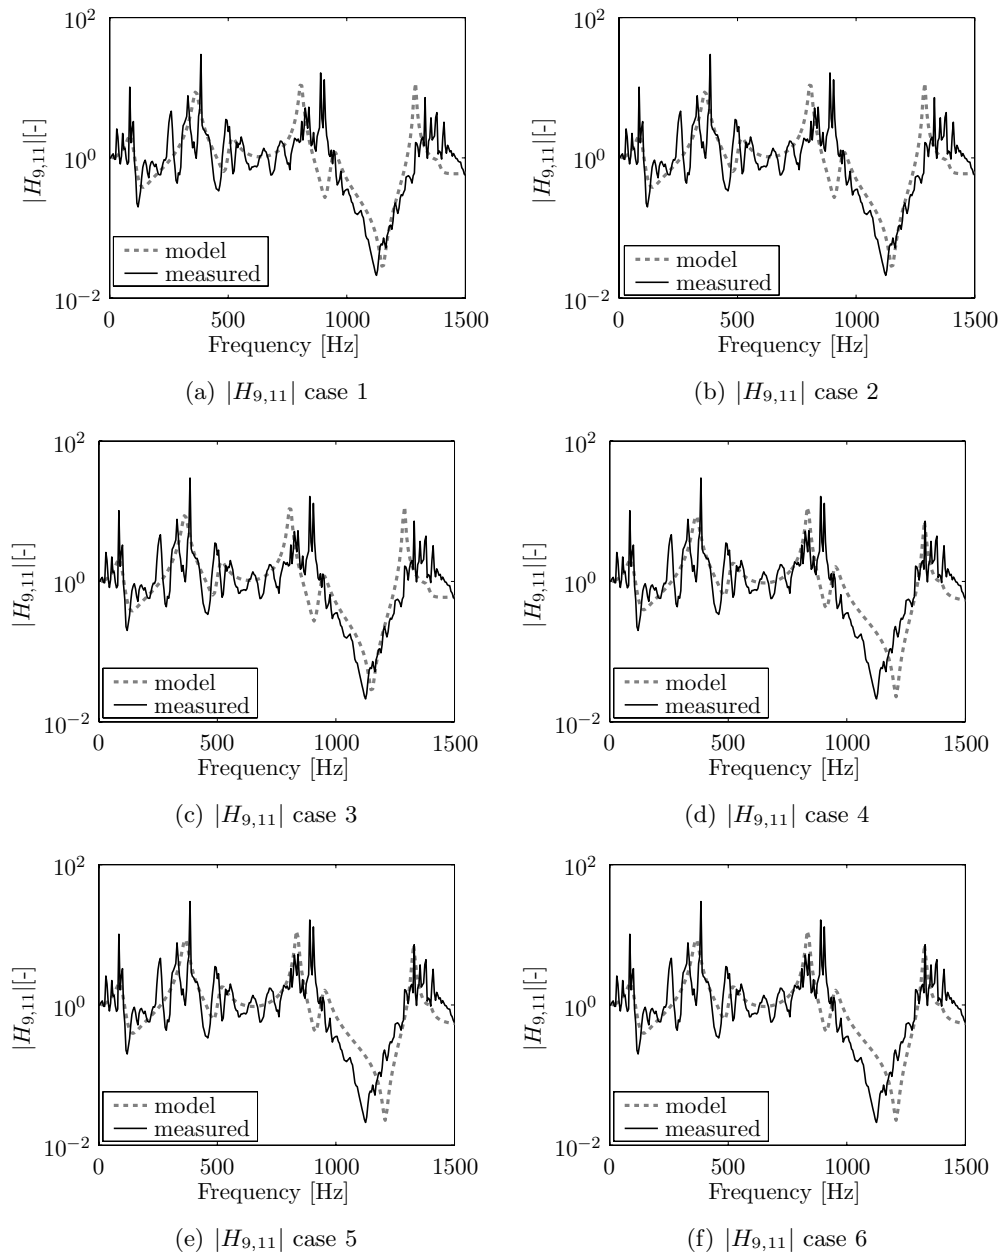 10^2
10^0
10^{-2}
|H_{9,11}|[-]
model
measured
0 500 1000 1500
Frequency [Hz]
(a) |H_{9,11}| case 1
10^2
10^0
10^{-2}
|H_{9,11}|[-]
model
measured
0 500 1000 1500
Frequency [Hz]
(b) |H_{9,11}| case 2
10^2
10^0
10^{-2}
|H_{9,11}|[-]
model
measured
0 500 1000 1500
Frequency [Hz]
(c) |H_{9,11}| case 3
10^2
10^0
10^{-2}
|H_{9,11}|[-]
model
measured
0 500 1000 1500
Frequency [Hz]
(d) |H_{9,11}| case 4
10^2
10^0
10^{-2}
|H_{9,11}|[-]
model
measured
0 500 1000 1500
Frequency [Hz]
(e) |H_{9,11}| case 5
10^2
10^0
10^{-2}
|H_{9,11}|[-]
model
measured
0 500 1000 1500
Frequency [Hz]
(f) |H_{9,11}| case 6